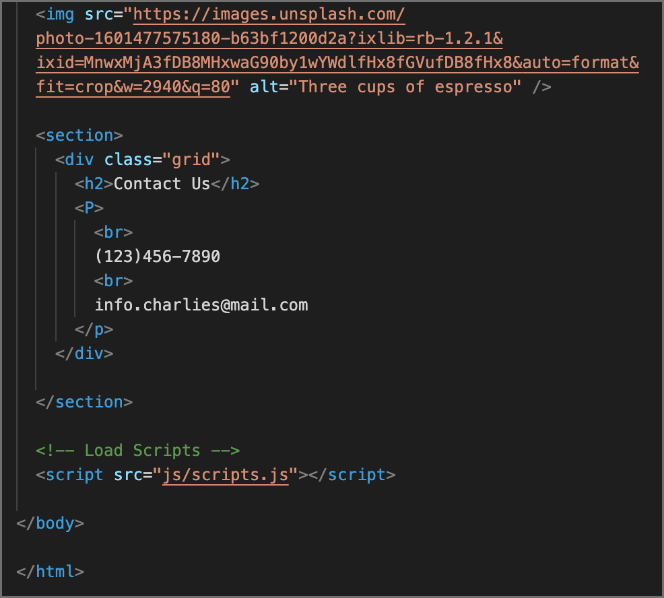 <img src="https://images.unsplash.com/
photo-1601477575180-b63bf1200d2a?ixlib=rb-1.2.1&
ixid=MnwxMjA3fDB8MHxwaG90by1wYWdlfHx8fGVufDB8fHx8&auto=format&
fit=crop&w=2940&q=80" alt="Three cups of espresso" />
<section>
<div class="grid">
<h2>Contact Us</h2>
<P>
<br>
(123)456-7890
<br>
info.charlies@mail.com
</p>
</div>
</section>
<!-- Load Scripts -->
<script src="js/scripts.js"></script>
</body>
</html>